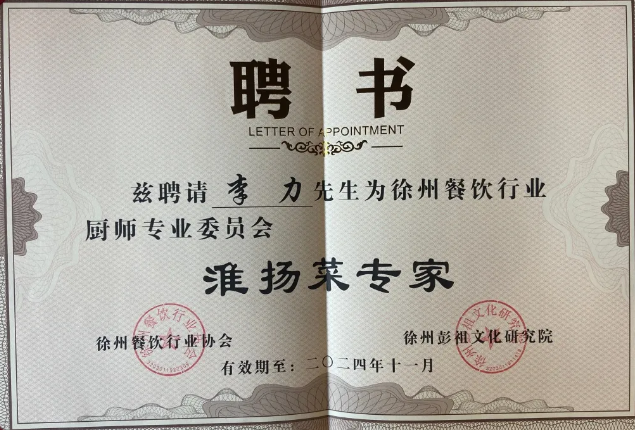 聘 书
LETTER OF APPOINTMENT
兹聘请 李 力 先生为徐州餐饮行业
厨师专业委员会
淮扬菜专家
徐州餐饮行业协会 徐州彭祖文化研究院
有效期至：二〇二四年十一月